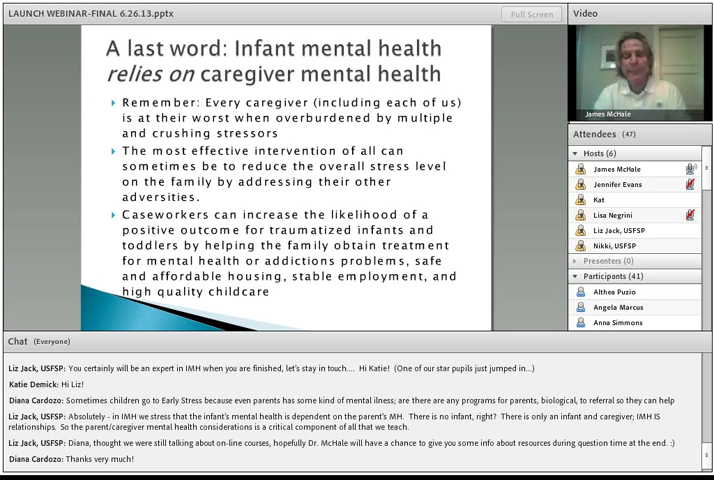 LAUNCH WEBINAR-FINAL 6.26.13.pptx
Full Screen
A last word: Infant mental health
relies on caregiver mental health
Remember: Every caregiver (including each of us)
is at their worst when overburdened by multiple
and crushing stressors
The most effective intervention of all can
sometimes be to reduce the overall stress level
on the family by addressing their other
adversities.
Caseworkers can increase the likelihood of a
positive outcome for traumatized infants and
toddlers by helping the family obtain treatment
for mental health or addictions problems, safe
and affordable housing, stable employment, and
high quality childcare
Video
James McHale
Attendees (47)
Hosts (6)
James McHale
Jennifer Evans
Kat
Lisa Negrini
Liz Jack, USFSP
Nikki, USFSP
Presenters (0)
Participants (41)
Althea Puzio
Angela Marcus
Anna Simmons
Chat (Everyone)
Liz Jack, USFSP: You certainly will be an expert in IMH when you are finished, let's stay in touch.... Hi Katie! (One of our star pupils just jumped in...)
Katie Demick: Hi Liz!
Diana Cardozo: Sometimes children go to Early Stress because even parents has some kind of mental ilness; are there are any programs for parents, biological, to referral so they can help
Liz Jack, USFSP: Absolutely - in IMH we stress that the infant's mental health is dependent on the parent's MH. There is no infant, right? There is only an infant and caregiver; IMH IS
relationships. So the parent/caregiver mental health considerations is a critical component of all that we teach.
Liz Jack, USFSP: Diana, thought we were still talking about on-line courses, hopefully Dr. McHale will have a chance to give you some info about resources during question time at the end. :)
Diana Cardozo: Thanks very much!